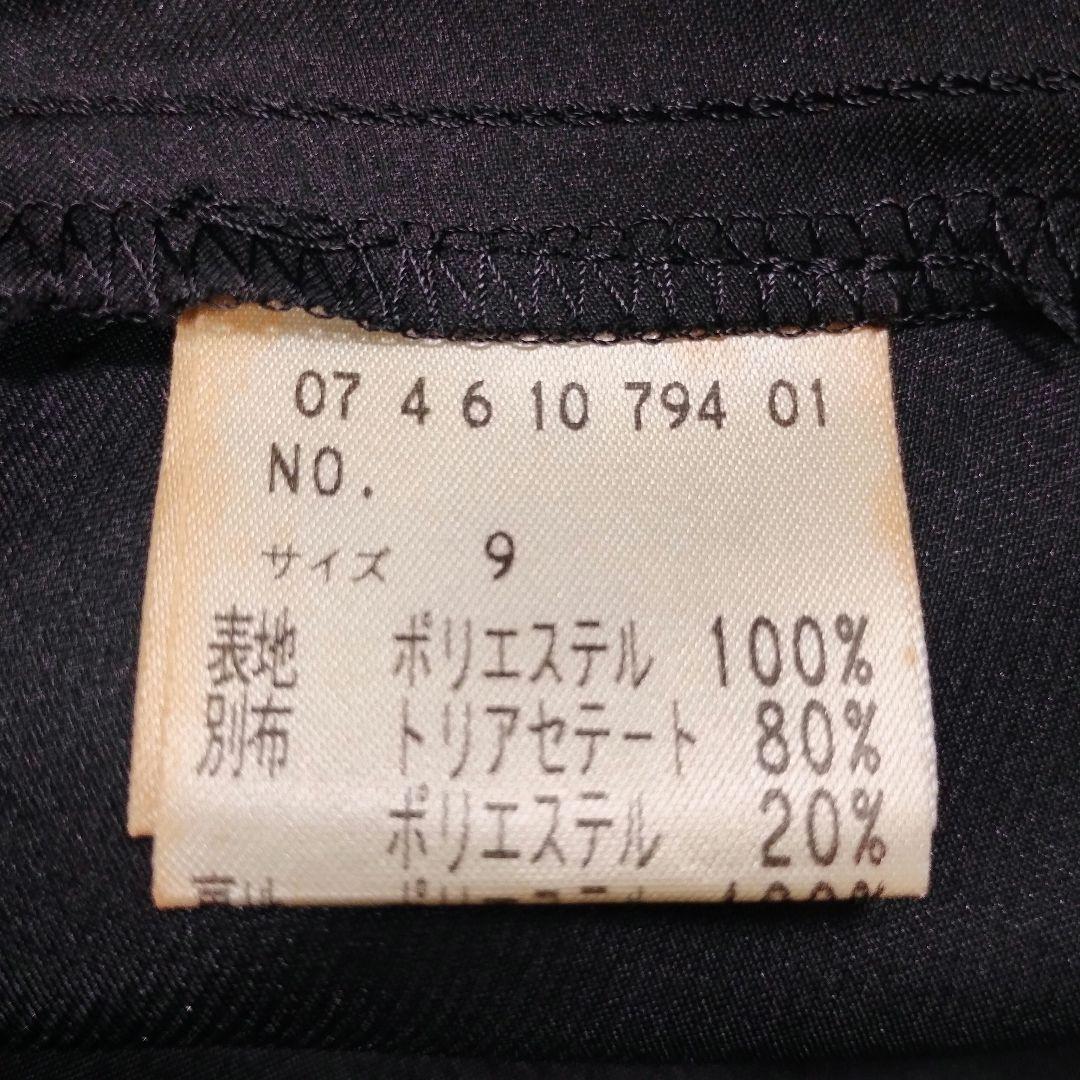 07 4 6 10 794 01
NO.
サイズ 9
表地 ポリエステル 100%
別布 トリアセテート 80%
ポリエステル 20%